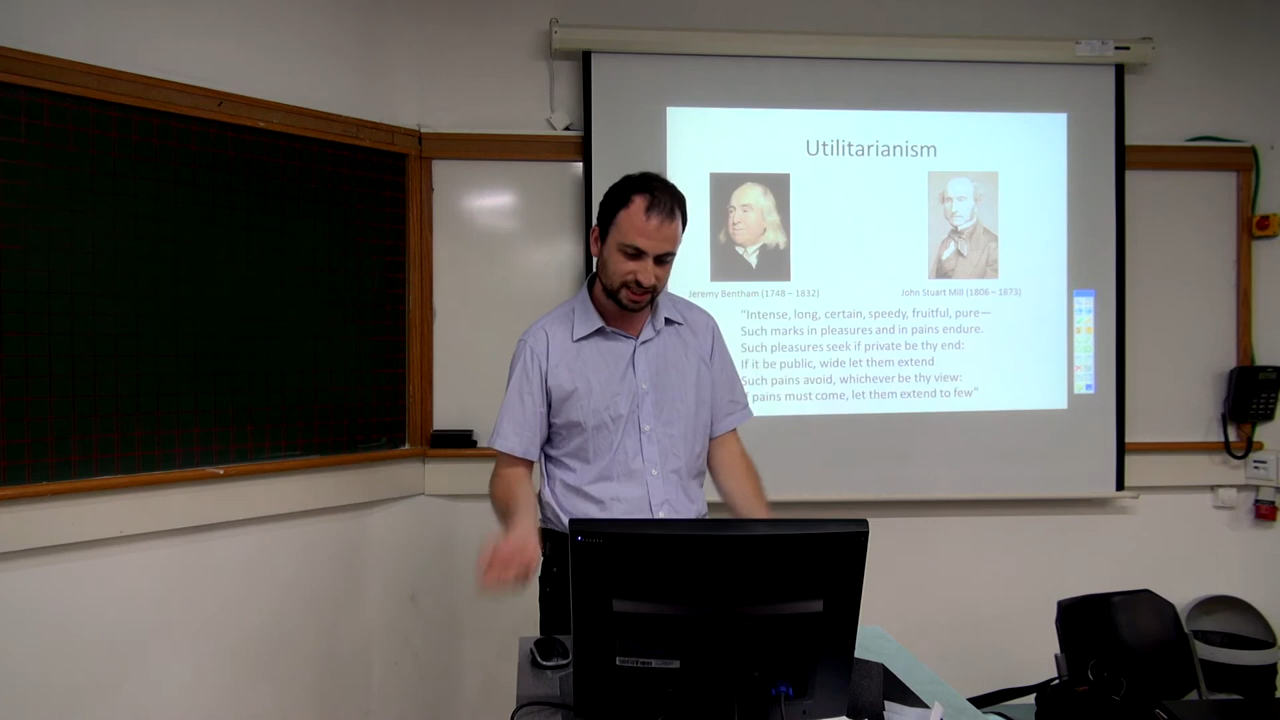 Utilitarianism
Jeremy Bentham (1748 – 1832)
John Stuart Mill (1806 – 1873)
"Intense, long, certain, speedy, fruitful, pure—
Such marks in pleasures and in pains endure.
Such pleasures seek if private be thy end:
If it be public, wide let them extend
Such pains avoid, whichever be thy view:
pains must come, let them extend to few"